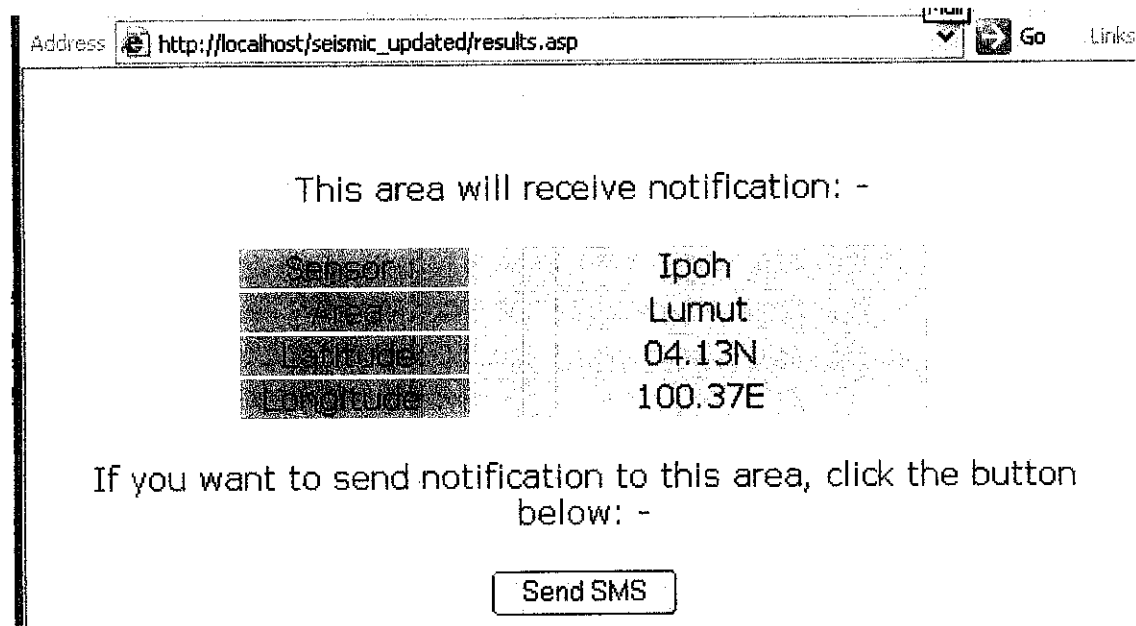 Address http://localhost/seismic_updated/results.asp Go Links
This area will receive notification: -
Sensor : Ipoh
Area : Lumut
Latitude : 04.13N
Longitude : 100.37E
If you want to send notification to this area, click the button
below: -
Send SMS